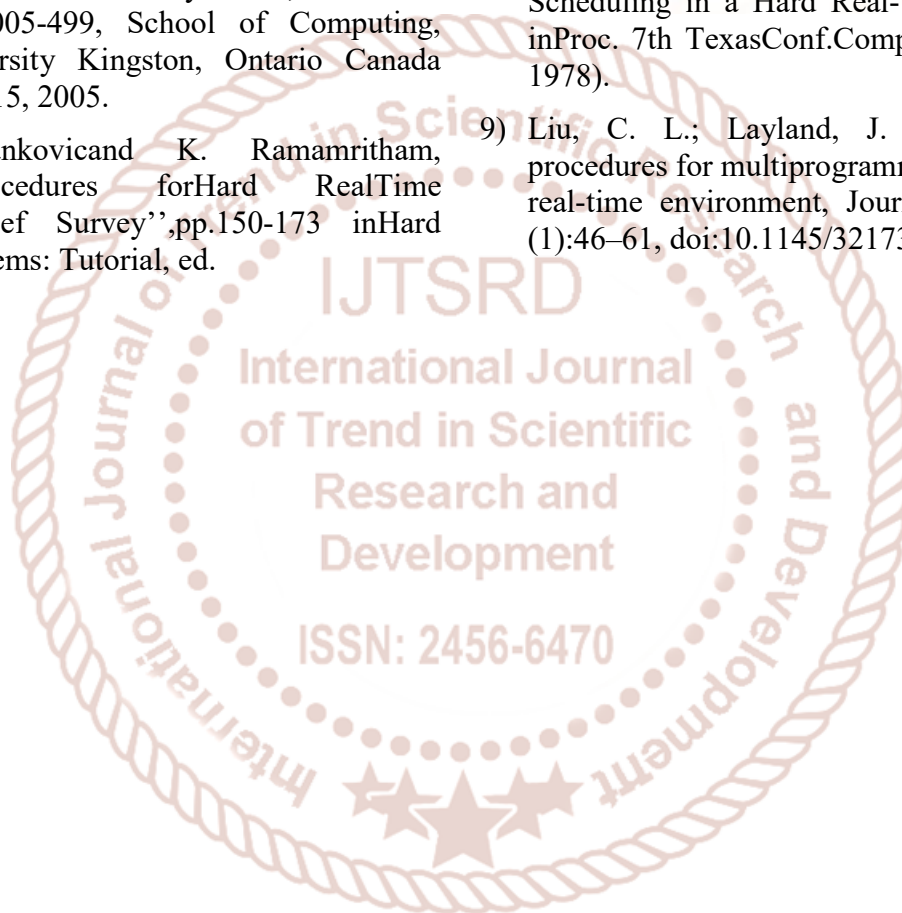 005-499, School of Computing,
ersity Kingston, Ontario Canada
15, 2005.
nkovicand K. Ramamritham,
cedures forHard RealTime
ef Survey’’,pp.150-173 inHard
ems: Tutorial, ed.
Scheduling in a Hard Real-
inProc. 7th TexasConf.Comp
1978).
9) Liu, C. L.; Layland, J.
procedures for multiprogramm
real-time environment, Jour
(1):46–61, doi:10.1145/32173
International Journal of Trend in Scientific Research and Development
IJTSRD
International Journal
of Trend in Scientific
Research and
Development
ISSN: 2456-6470